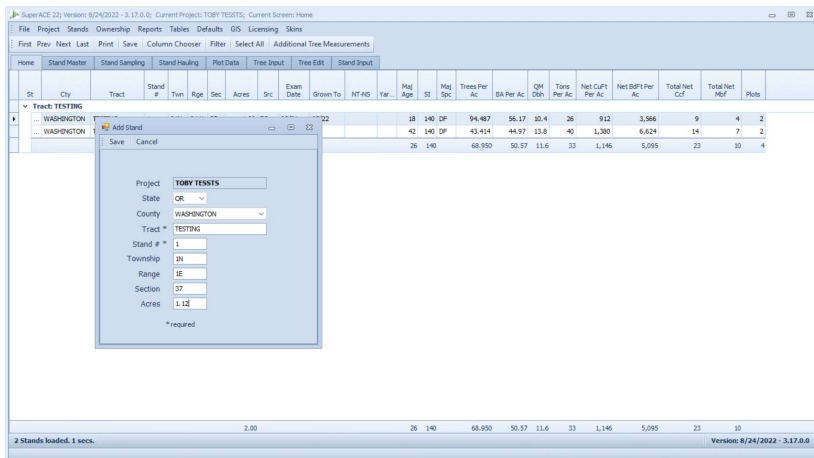 SuperACE 22; Version: 8/24/2022 - 3.17.0.0; Current Project: TOBY TESSTS; Current Screen: Home
File Project Stands Ownership Reports Tables Defaults GIS Licensing Skins
First Prev Next Last Print Save Column Chooser Filter Select All Additional Tree Measurements
Home Stand Master Stand Sampling Stand Hauling Plot Data Tree Input Tree Edit Stand Input
St Cty Tract Stand # Twn Rge Sec Acres Src Exam Date Grown To NT-NS Yar... Maj Age SI Maj Spc Trees Per Ac BA Per Ac QM Dbh Tons Per Ac Net CuFt Per Ac Net BdFt Per Ac Total Net Ccf Total Net Mbf Plots
Tract: TESTING
... WASHINGTON 18 140 DF 94.487 56.17 10.4 26 912 3,566 9 4 2
... WASHINGTON 42 140 DF 43.414 44.97 13.8 40 1,380 6,624 14 7 2
26 140 68.950 50.57 11.6 33 1,146 5,095 23 10 4
Add Stand
Save Cancel
Project TOBY TESSTS
State OR
County WASHINGTON
Tract * TESTING
Stand # * 1
Township 1N
Range 1E
Section 37
Acres 1.12
* required
2.00 26 140 68.950 50.57 11.6 33 1,146 5,095 23 10
2 Stands loaded. 1 secs. Version: 8/24/2022 - 3.17.0.0